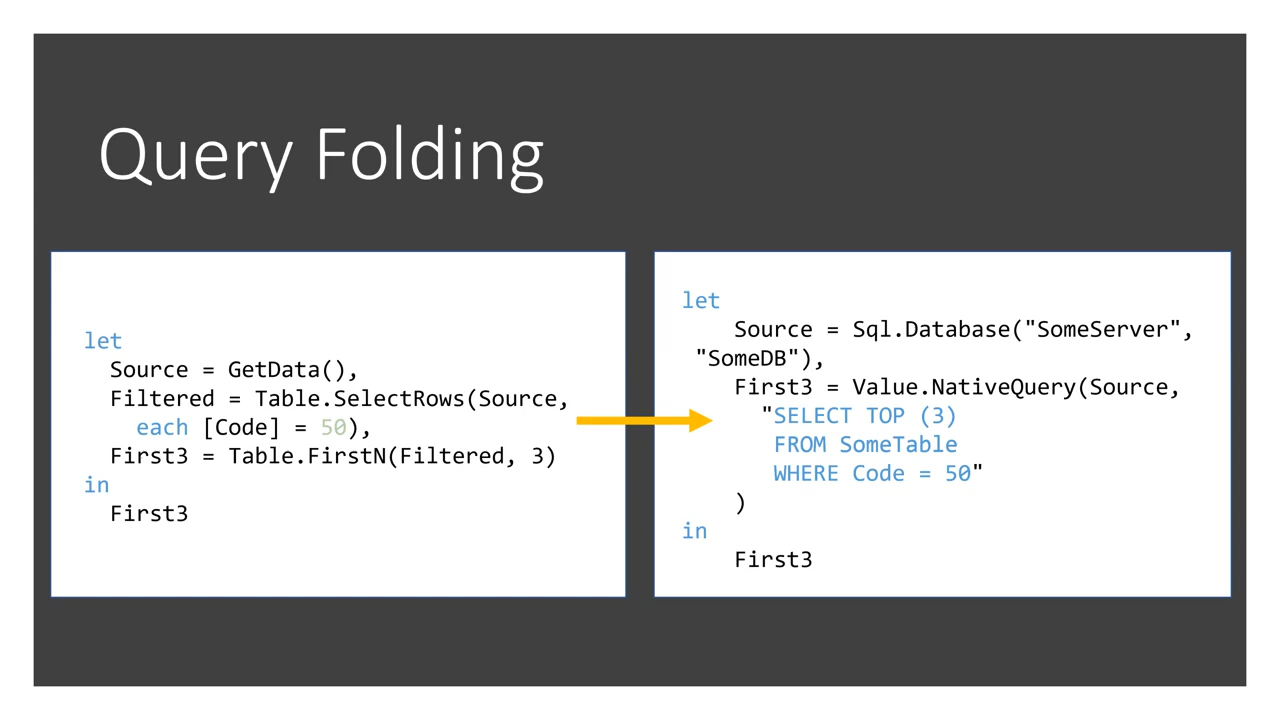 Query Folding
let
Source = GetData(),
Filtered = Table.SelectRows(Source,
each [Code] = 50),
First3 = Table.FirstN(Filtered, 3)
in
First3
let
Source = Sql.Database("SomeServer",
"SomeDB"),
First3 = Value.NativeQuery(Source,
"SELECT TOP (3)
FROM SomeTable
WHERE Code = 50"
)
in
First3